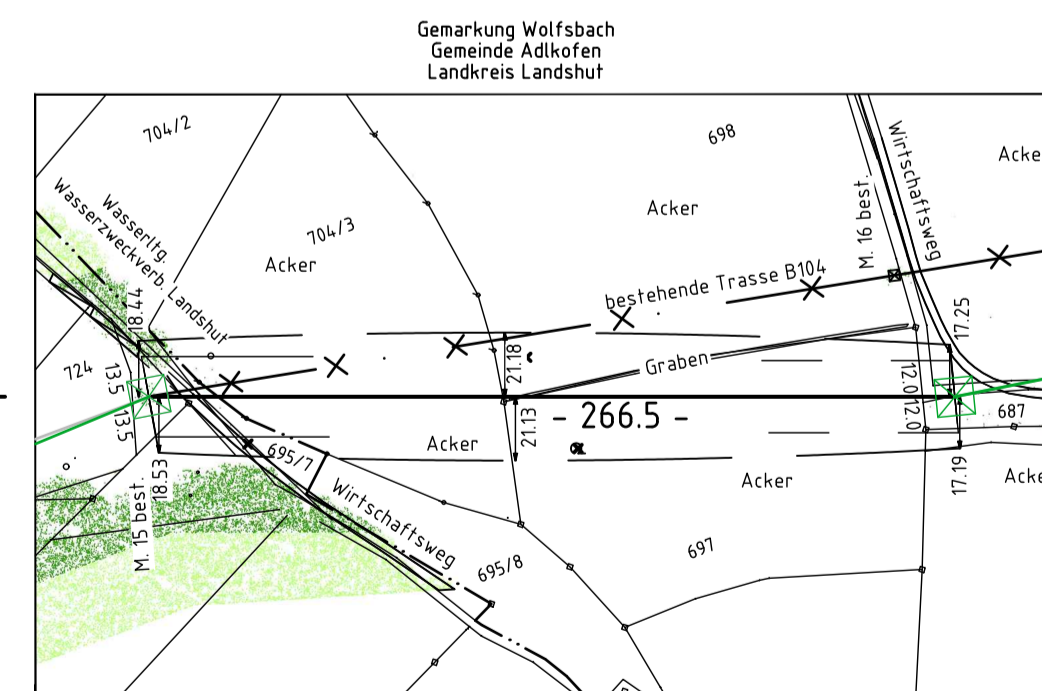 Gemarkung Wolfsbach
Gemeinde Adlkofen
Landkreis Landshut
704/2
698
Wirtschaftsweg
Acke
Wasserltg.
Wasserzweckverb. Landshut
704/3
Acker
Acker
M. 16 best.
bestehende Trasse B104
18.44
17.25
21.18
Graben
724
13.5
13.5
12.0
12.0
- 266.5 -
21.13
687
Acker
695/7
18.53
M. 15 best.
Wirtschaftsweg
Acker
17.19
Acke
695/8
697